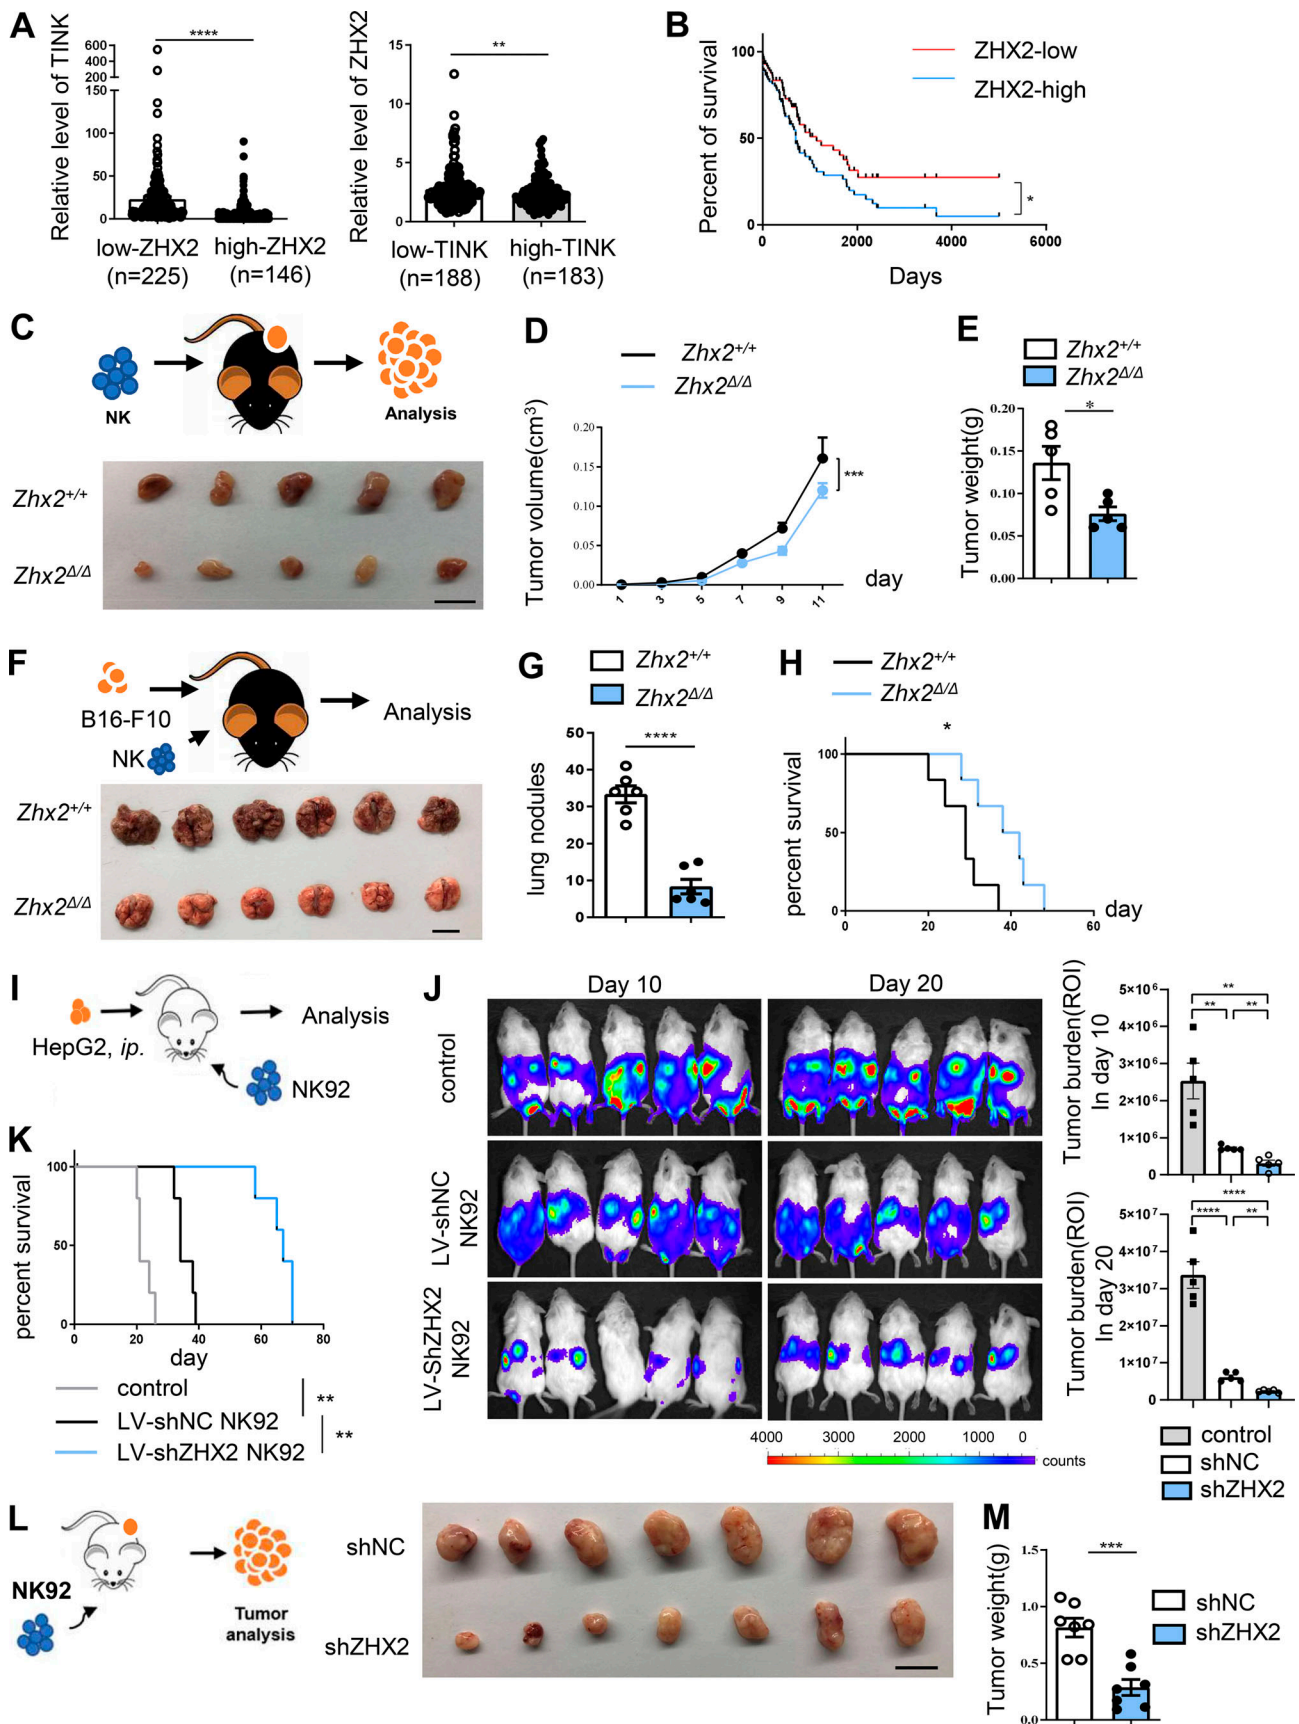 A
Relative level of TINK
600
400
200
150
100
50
0
****
low-ZHX2
(n=225)
high-ZHX2
(n=146)
Relative level of ZHX2
15
10
5
0
**
low-TINK
(n=188)
high-TINK
(n=183)
B
Percent of survival
100
50
0
0
2000
4000
6000
Days
ZHX2-low
ZHX2-high
*
C
NK
Analysis
Zhx2+/+
Zhx2Δ/Δ
D
Zhx2+/+
Zhx2Δ/Δ
Tumor volume(cm³)
0.20
0.15
0.10
0.05
0.00
1
3
5
7
9
11
day
***
E
Zhx2+/+
Zhx2Δ/Δ
Tumor weight(g)
0.20
0.15
0.10
0.05
0.00
*
F
B16-F10
NK
Analysis
Zhx2+/+
Zhx2Δ/Δ
G
Zhx2+/+
Zhx2Δ/Δ
lung nodules
50
40
30
20
10
0
****
H
Zhx2+/+
Zhx2Δ/Δ
*
percent survival
100
50
0
0
20
40
60
day
I
HepG2, ip.
Analysis
NK92
J
Day 10
Day 20
control
LV-shNC
NK92
LV-ShZHX2
NK92
4000
3000
2000
1000
0
counts
Tumor burden(ROI)
In day 10
5×10⁶
4×10⁶
3×10⁶
2×10⁶
1×10⁶
0
**
**
**
Tumor burden(ROI)
In day 20
5×10⁷
4×10⁷
3×10⁷
2×10⁷
1×10⁷
0
****
****
**
control
shNC
shZHX2
K
percent survival
100
50
0
0
20
40
60
80
day
control
LV-shNC NK92
LV-shZHX2 NK92
**
**
L
NK92
Tumor
analysis
shNC
shZHX2
M
Tumor weight(g)
1.5
1.0
0.5
0.0
***
shNC
shZHX2